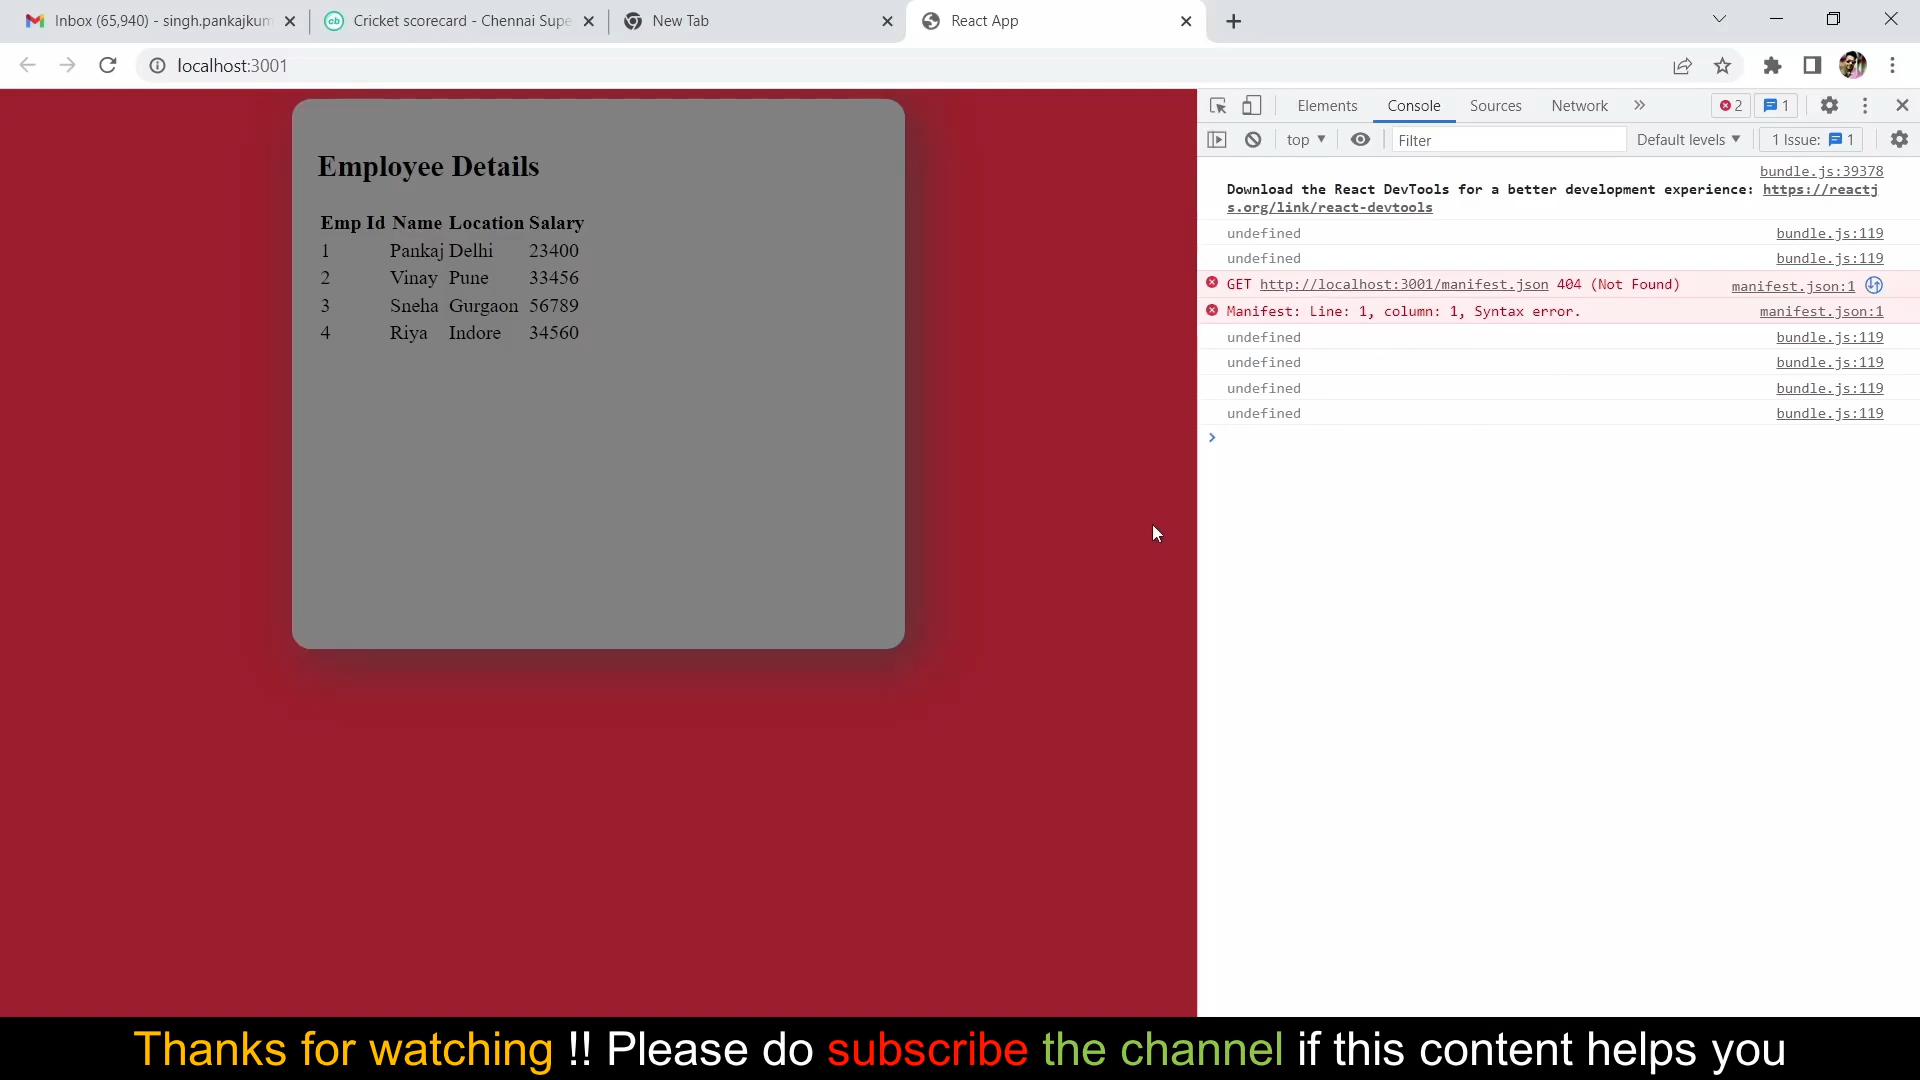 Inbox (65,940) - singh.pankajkum
Cricket scorecard - Chennai Supe
New Tab
React App
localhost:3001
Elements Console Sources Network 2 1
top Filter Default levels 1 Issue: 1
bundle.js:39378
Download the React DevTools for a better development experience: https://reactj
s.org/link/react-devtools
undefined bundle.js:119
undefined bundle.js:119
GET http://localhost:3001/manifest.json 404 (Not Found) manifest.json:1
Manifest: Line: 1, column: 1, Syntax error. manifest.json:1
undefined bundle.js:119
undefined bundle.js:119
undefined bundle.js:119
undefined bundle.js:119
Employee Details
Emp Id Name Location Salary
1 Pankaj Delhi 23400
2 Vinay Pune 33456
3 Sneha Gurgaon 56789
4 Riya Indore 34560
Thanks for watching !! Please do subscribe the channel if this content helps you